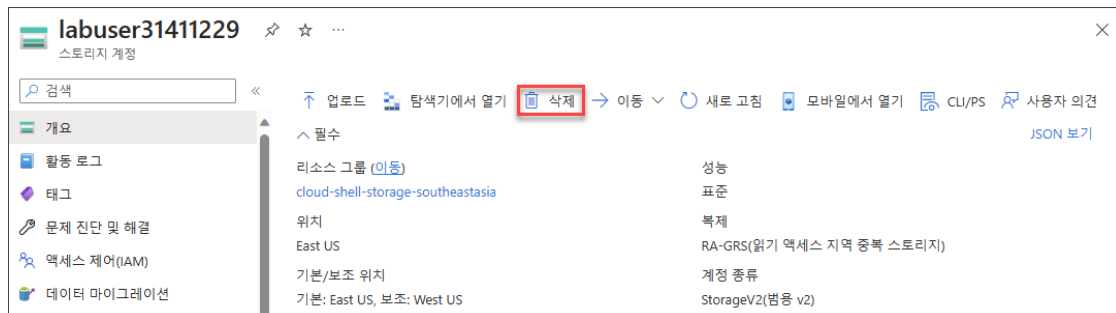 labuser31411229
스토리지 계정
검색
업로드 탐색기에서 열기 삭제 이동 새로 고침 모바일에서 열기 CLI/PS 사용자 의견
개요
필수 JSON 보기
활동 로그
리소스 그룹 (이동) 성능
태그
cloud-shell-storage-southeastasia 표준
문제 진단 및 해결
위치 복제
East US RA-GRS(읽기 액세스 지역 중복 스토리지)
액세스 제어(IAM)
기본/보조 위치 계정 종류
데이터 마이그레이션
기본: East US, 보조: West US StorageV2(범용 v2)